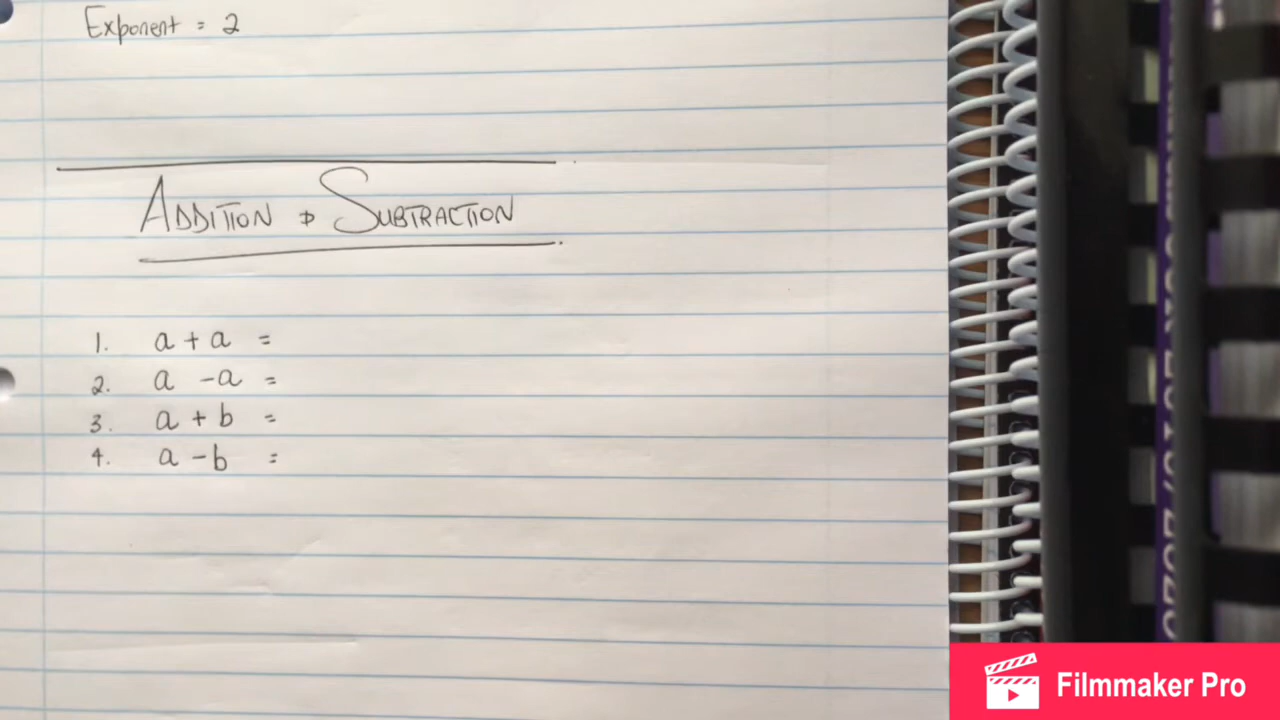 Exponent = 2
ADDITION & SUBTRACTION
1. a + a =
2. a - a =
3. a + b =
4. a - b =
Filmmaker Pro